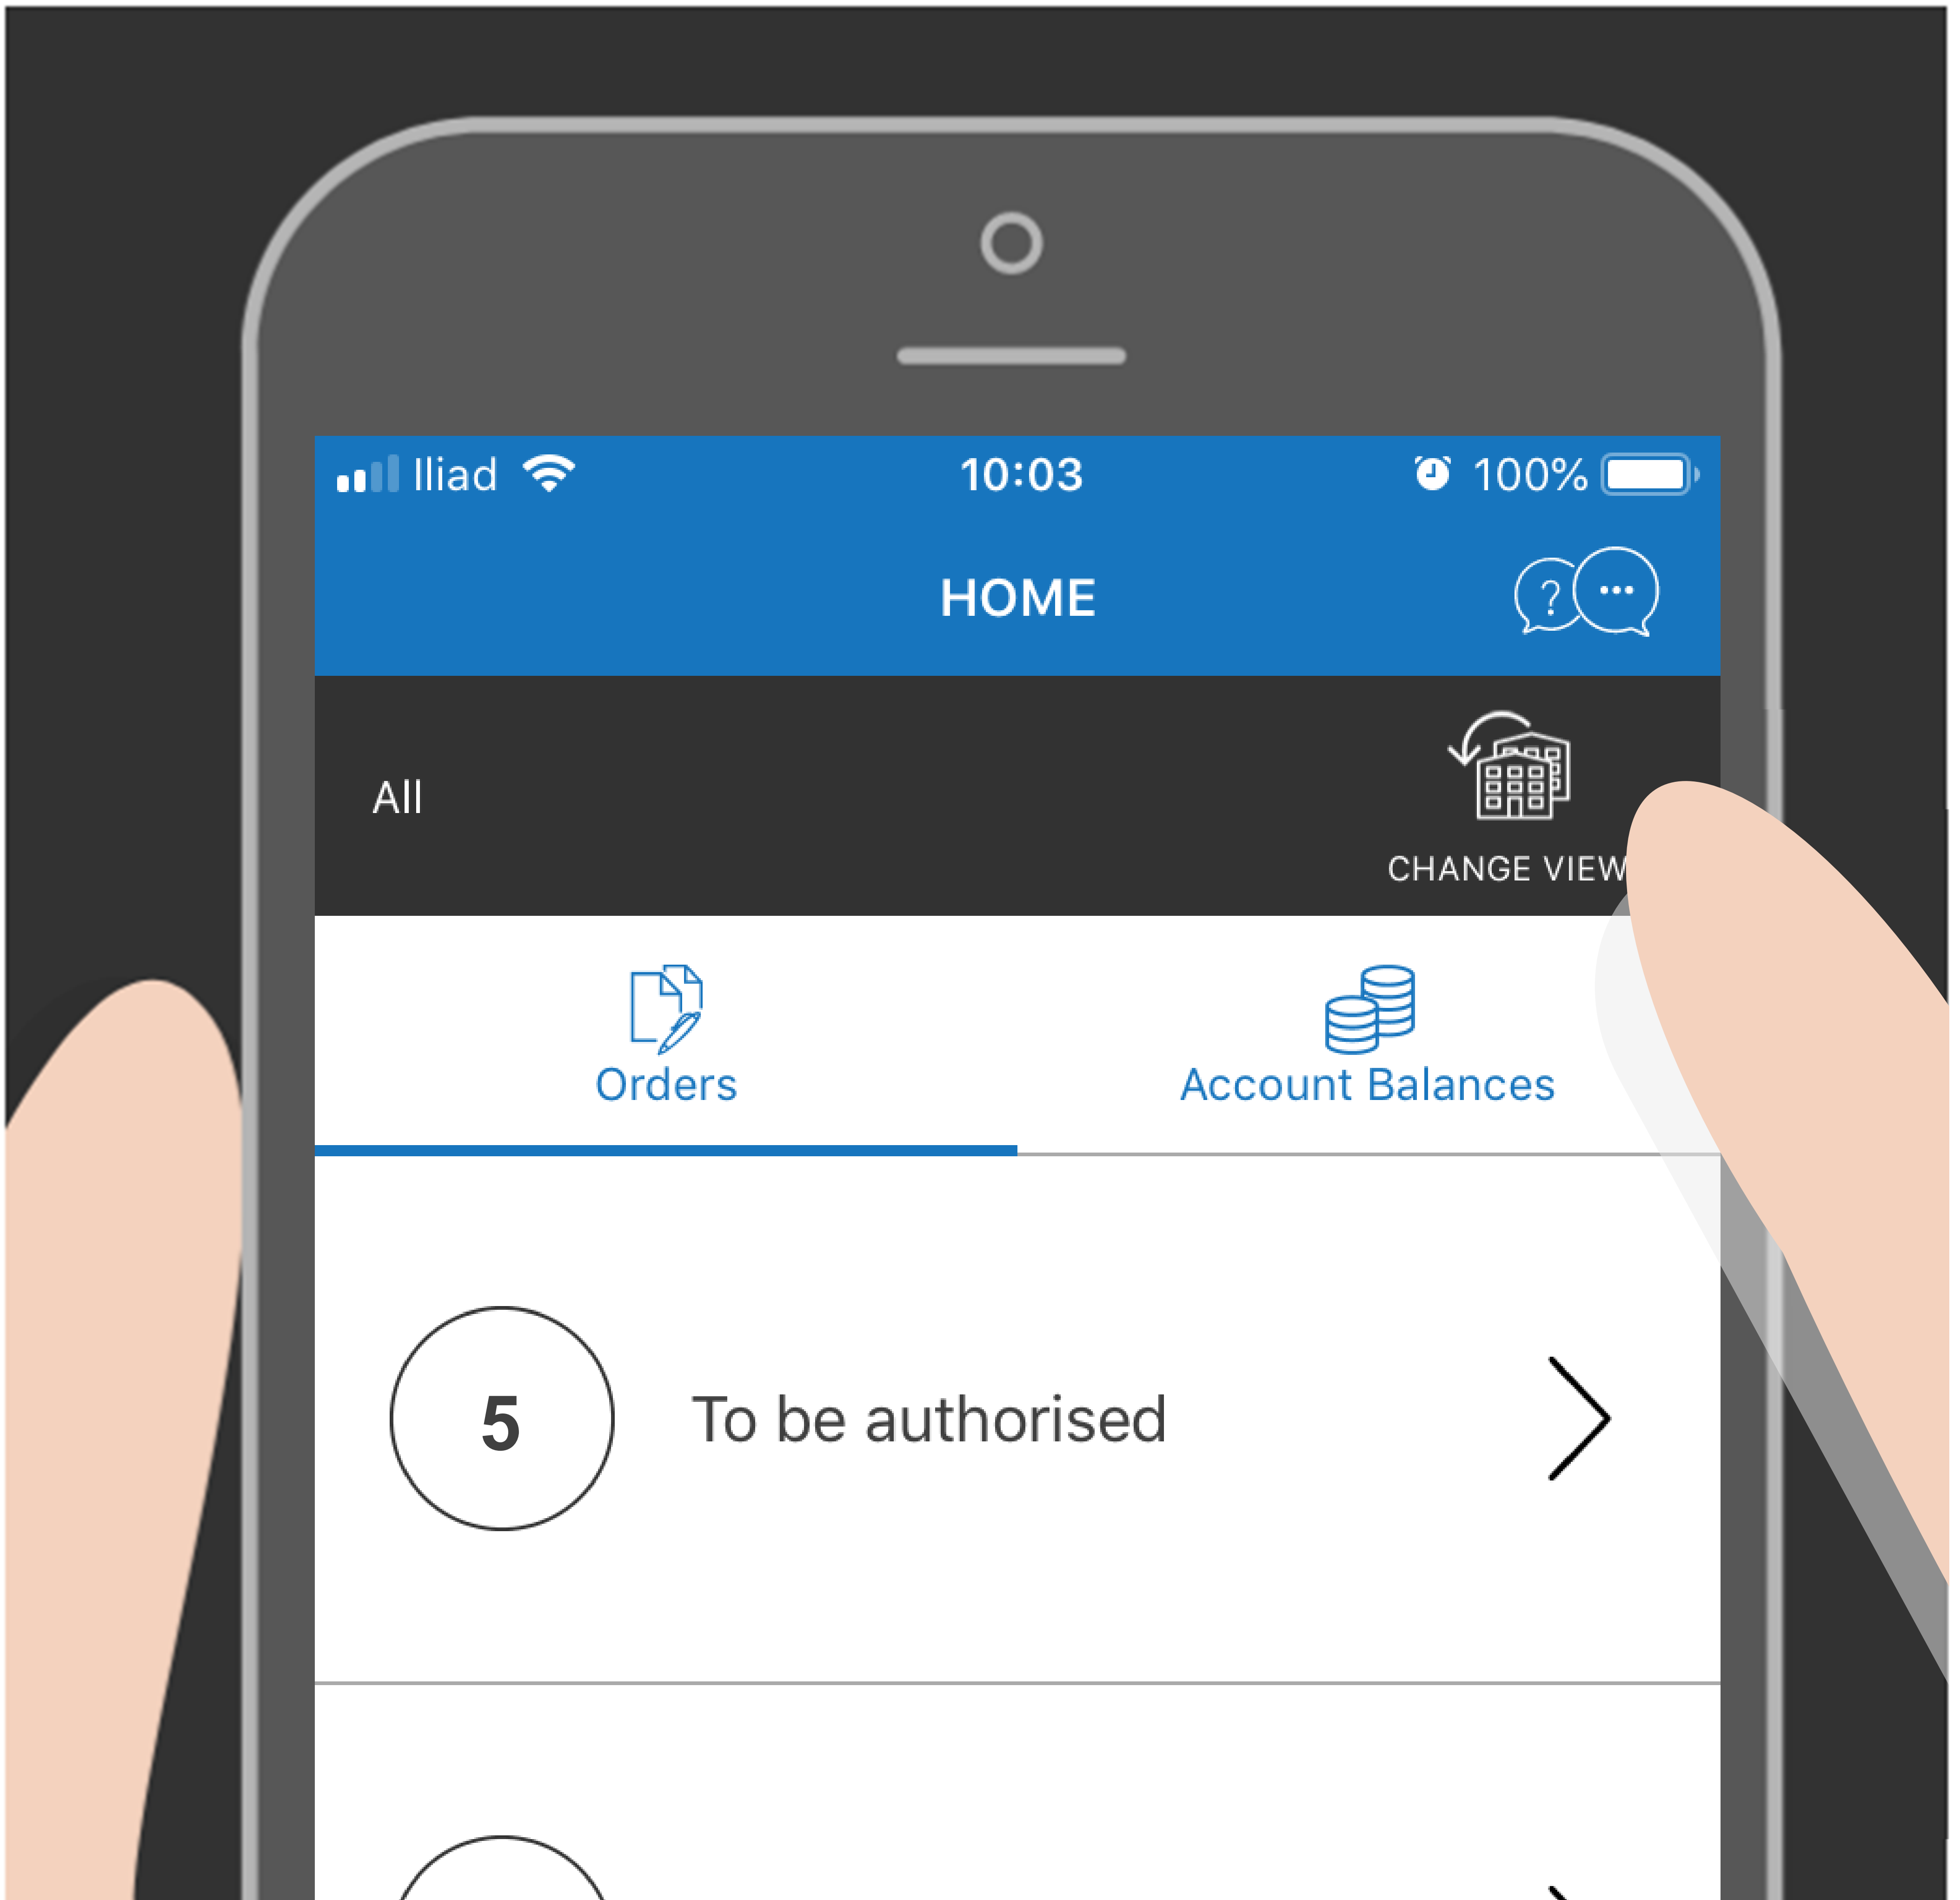 Iliad 10:03 100%
HOME
?
All
CHANGE VIEW
Orders Account Balances
5 To be authorised